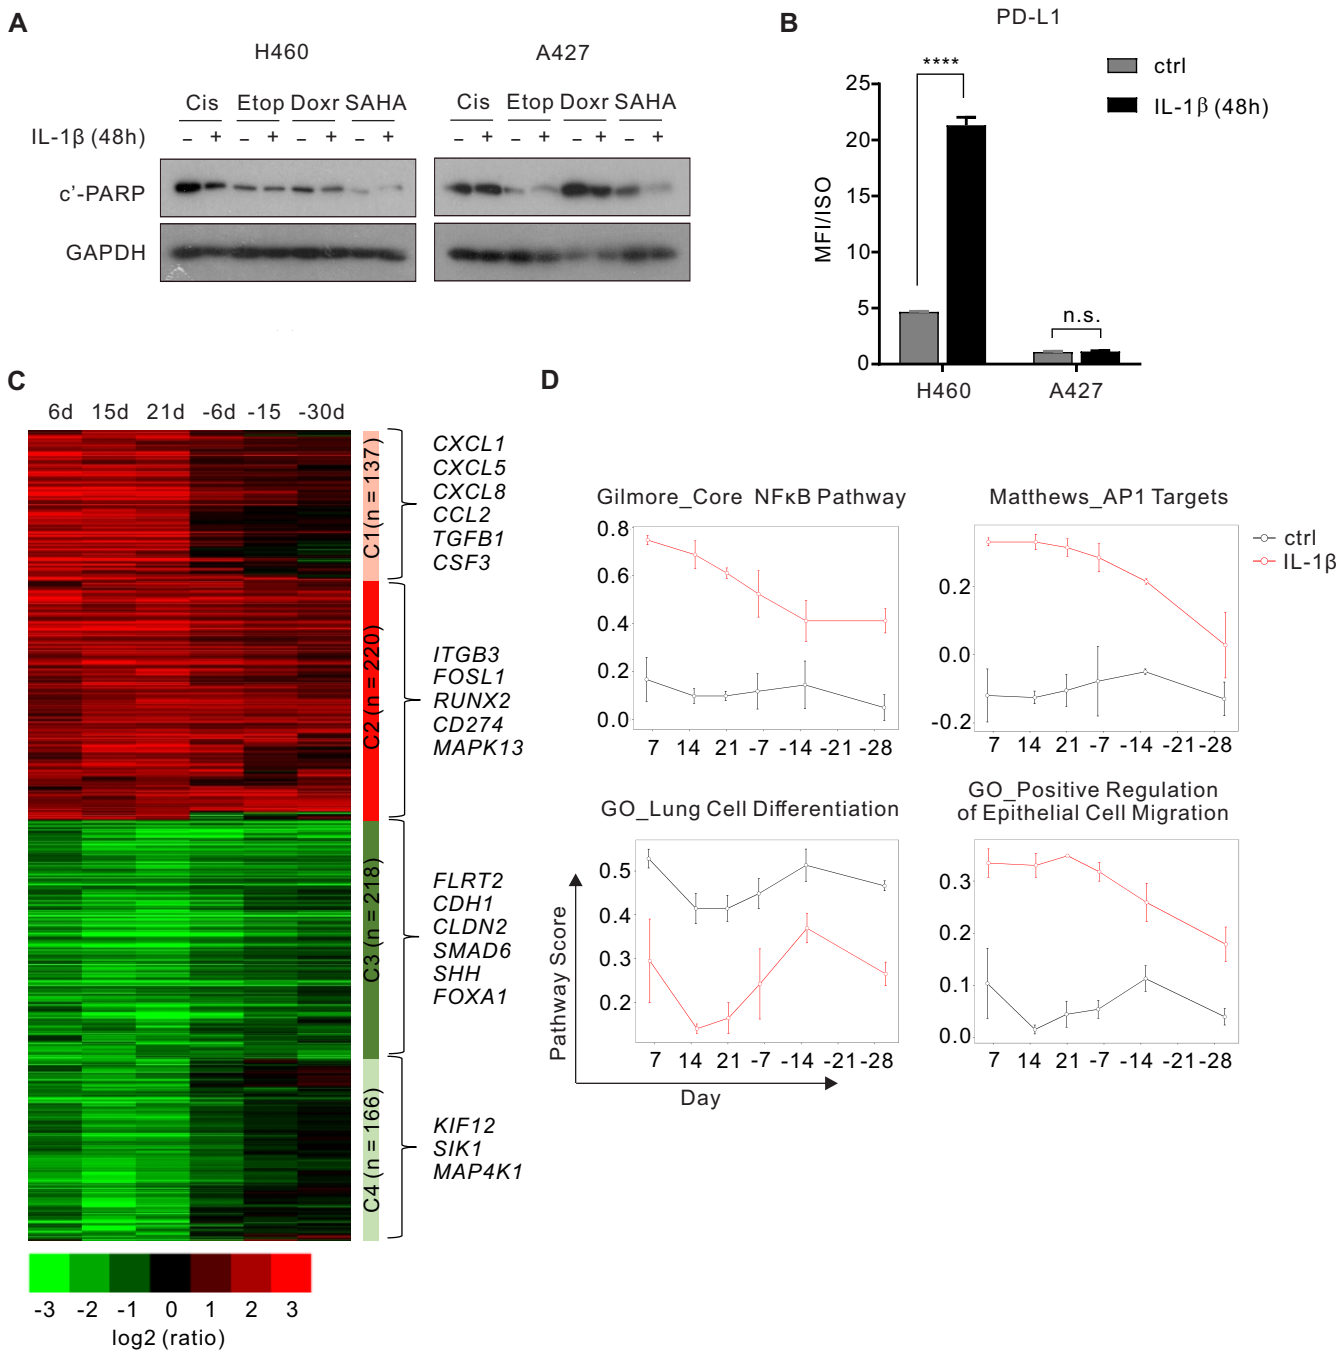 A
H460
A427
Cis Etop Doxr SAHA
Cis Etop Doxr SAHA
IL-1β (48h)
– + – + – + – +
– + – + – + – +
c'-PARP
GAPDH
B
PD-L1
ctrl
IL-1β (48h)
****
n.s.
MFI/ISO
25
20
15
10
5
0
H460
A427
C
6d 15d 21d -6d -15 -30d
C1 (n = 137)
CXCL1
CXCL5
CXCL8
CCL2
TGFB1
CSF3
C2 (n = 220)
ITGB3
FOSL1
RUNX2
CD274
MAPK13
C3 (n = 218)
FLRT2
CDH1
CLDN2
SMAD6
SHH
FOXA1
C4 (n = 166)
KIF12
SIK1
MAP4K1
-3 -2 -1 0 1 2 3
log2 (ratio)
D
Gilmore_Core NFκB Pathway
0.8
0.6
0.4
0.2
0.0
7 14 21 -7 -14 -21 -28
Matthews_AP1 Targets
0.2
0.0
-0.2
7 14 21 -7 -14 -21 -28
ctrl
IL-1β
GO_Lung Cell Differentiation
0.5
0.4
0.3
0.2
7 14 21 -7 -14 -21 -28
GO_Positive Regulation
of Epithelial Cell Migration
0.3
0.2
0.1
0.0
7 14 21 -7 -14 -21 -28
Pathway Score
Day